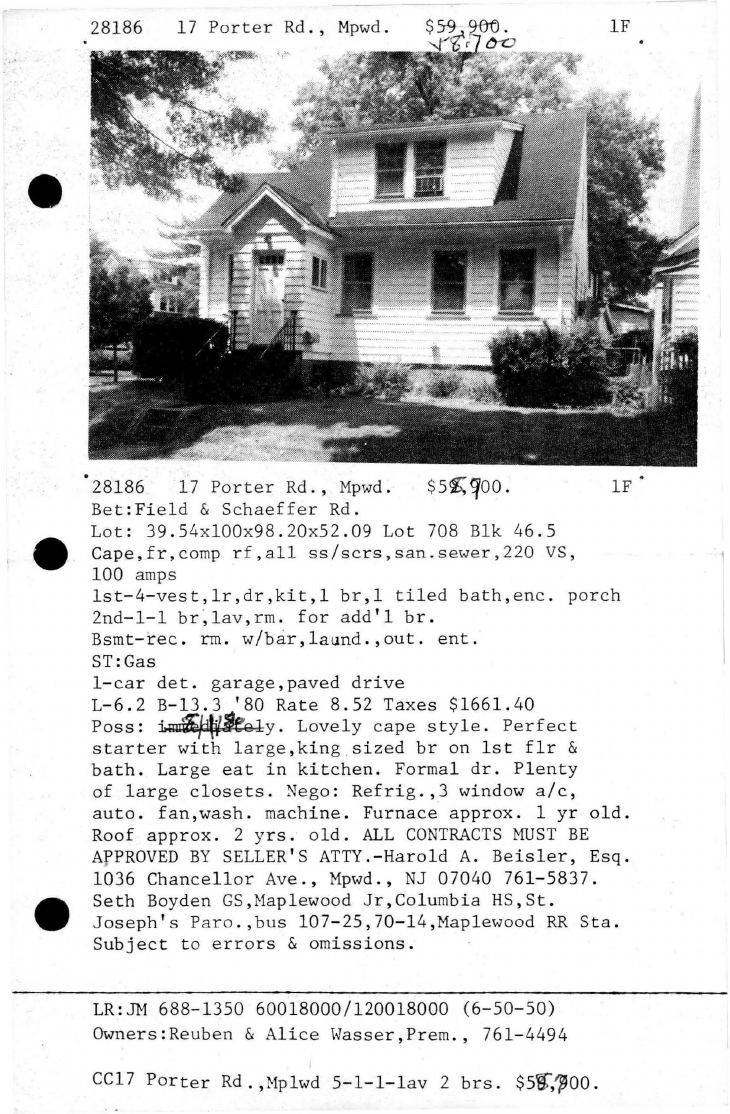 28186 17 Porter Rd., Mpwd. $59,900. 1F
58,700
28186 17 Porter Rd., Mpwd. $58,900. 1F
Bet:Field & Schaeffer Rd.
Lot: 39.54x100x98.20x52.09 Lot 708 Blk 46.5
Cape,fr,comp rf,all ss/scrs,san.sewer,220 VS,
100 amps
1st-4-vest,lr,dr,kit,1 br,1 tiled bath,enc. porch
2nd-1-1 br,lav,rm. for add'l br.
Bsmt-rec. rm. w/bar,laund.,out. ent.
ST:Gas
1-car det. garage,paved drive
L-6.2 B-13.3 '80 Rate 8.52 Taxes $1661.40
Poss: immediately. Lovely cape style. Perfect
starter with large,king sized br on 1st flr &
bath. Large eat in kitchen. Formal dr. Plenty
of large closets. Nego: Refrig.,3 window a/c,
auto. fan,wash. machine. Furnace approx. 1 yr old.
Roof approx. 2 yrs. old. ALL CONTRACTS MUST BE
APPROVED BY SELLER'S ATTY.-Harold A. Beisler, Esq.
1036 Chancellor Ave., Mpwd., NJ 07040 761-5837.
Seth Boyden GS,Maplewood Jr,Columbia HS,St.
Joseph's Paro.,bus 107-25,70-14,Maplewood RR Sta.
Subject to errors & omissions.
LR:JM 688-1350 60018000/120018000 (6-50-50)
Owners:Reuben & Alice Wasser,Prem., 761-4494
CC17 Porter Rd.,Mplwd 5-1-1-lav 2 brs.